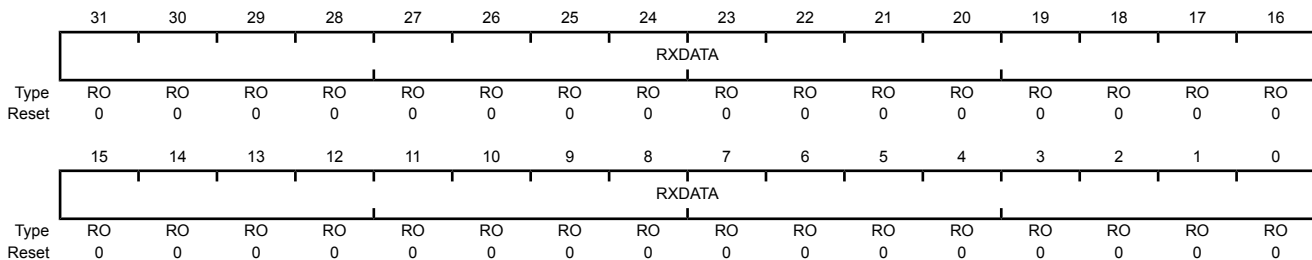 31 30 29 28 27 26 25 24 23 22 21 20 19 18 17 16
RXDATA
Type RO RO RO RO RO RO RO RO RO RO RO RO RO RO RO RO
Reset 0 0 0 0 0 0 0 0 0 0 0 0 0 0 0 0
15 14 13 12 11 10 9 8 7 6 5 4 3 2 1 0
RXDATA
Type RO RO RO RO RO RO RO RO RO RO RO RO RO RO RO RO
Reset 0 0 0 0 0 0 0 0 0 0 0 0 0 0 0 0